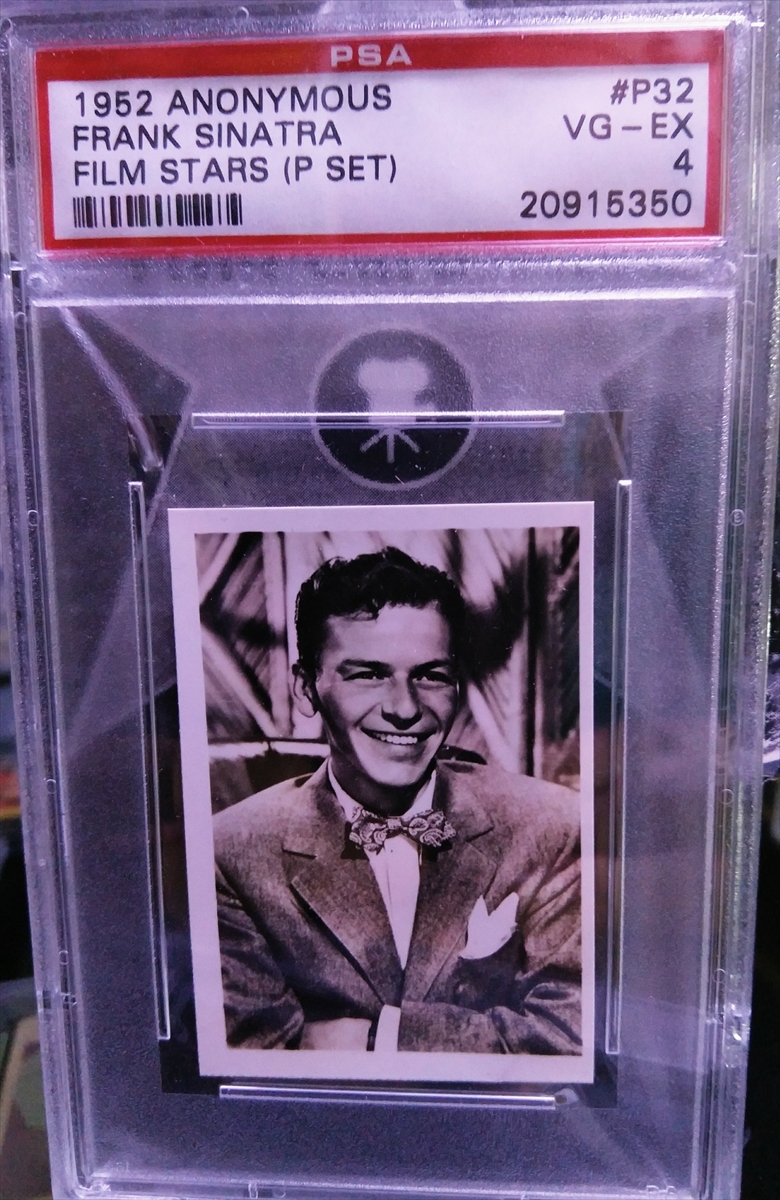 PSA
1952 ANONYMOUS #P32
FRANK SINATRA VG-EX
FILM STARS (P SET) 4
20915350